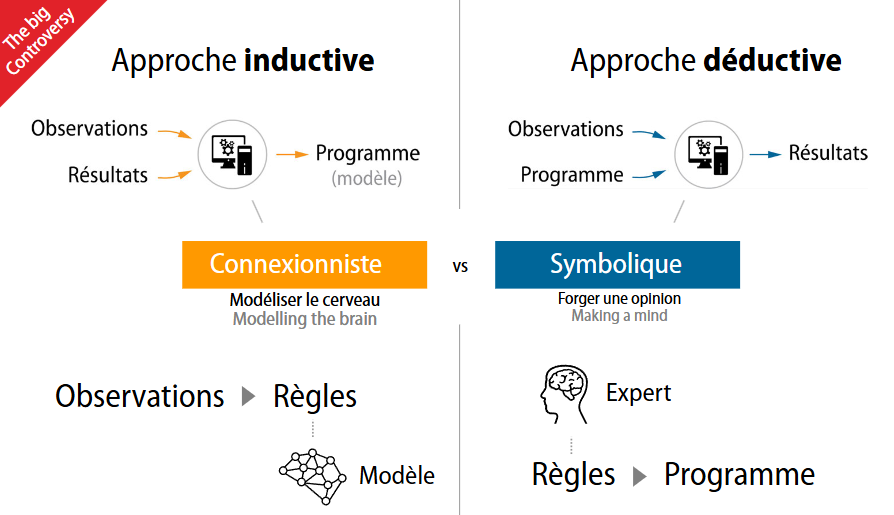 The big
Controversy
Approche inductive
Observations
Résultats
Programme
(modèle)
Approche déductive
Observations
Programme
Résultats
Connexionniste
vs
Symbolique
Modéliser le cerveau
Modelling the brain
Forger une opinion
Making a mind
Observations
Règles
Modèle
Expert
Règles
Programme